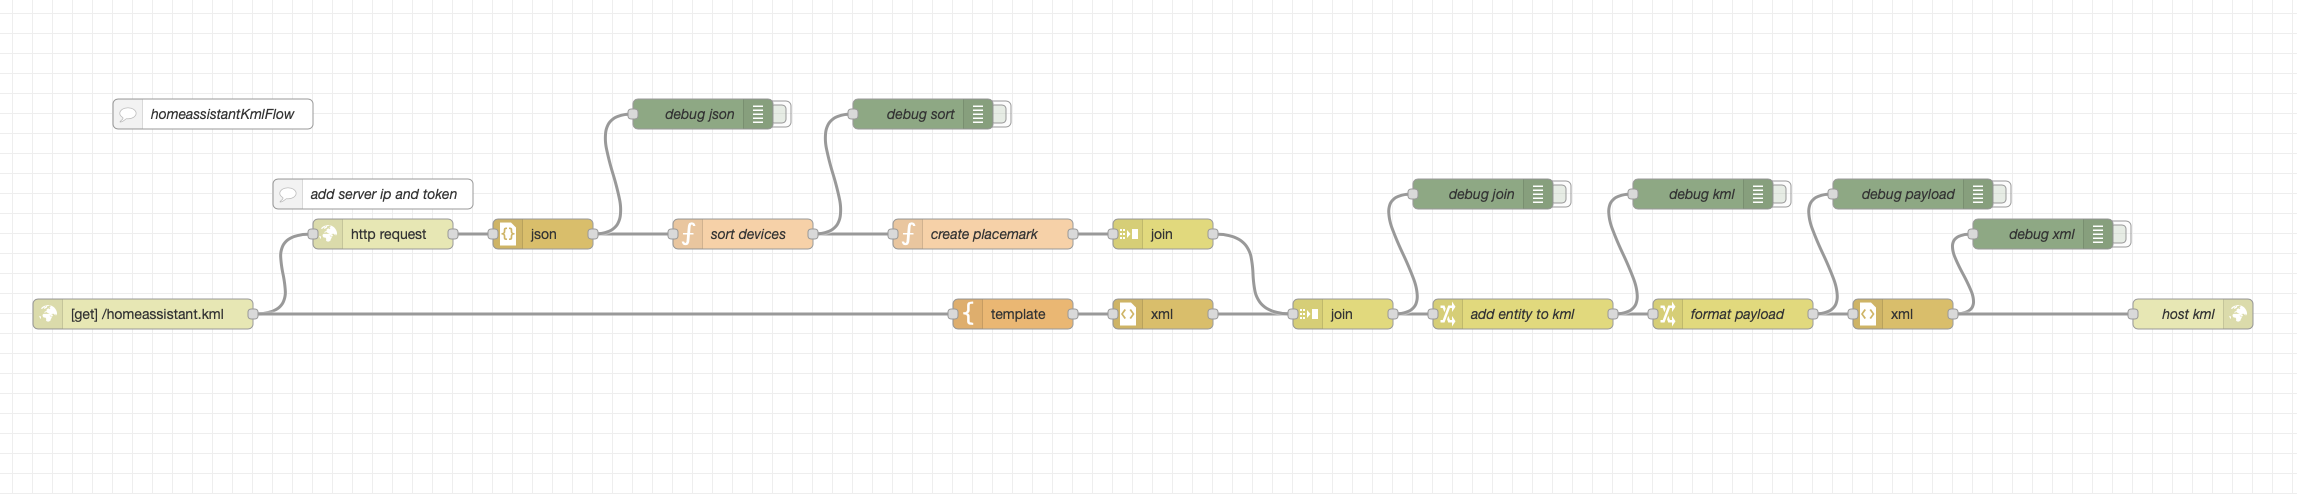 homeassistantKmlFlow
debug json
debug sort
add server ip and token
debug join
debug kml
debug payload
http request
json
sort devices
create placemark
join
debug xml
[get] /homeassistant.kml
template
xml
join
add entity to kml
format payload
xml
host kml